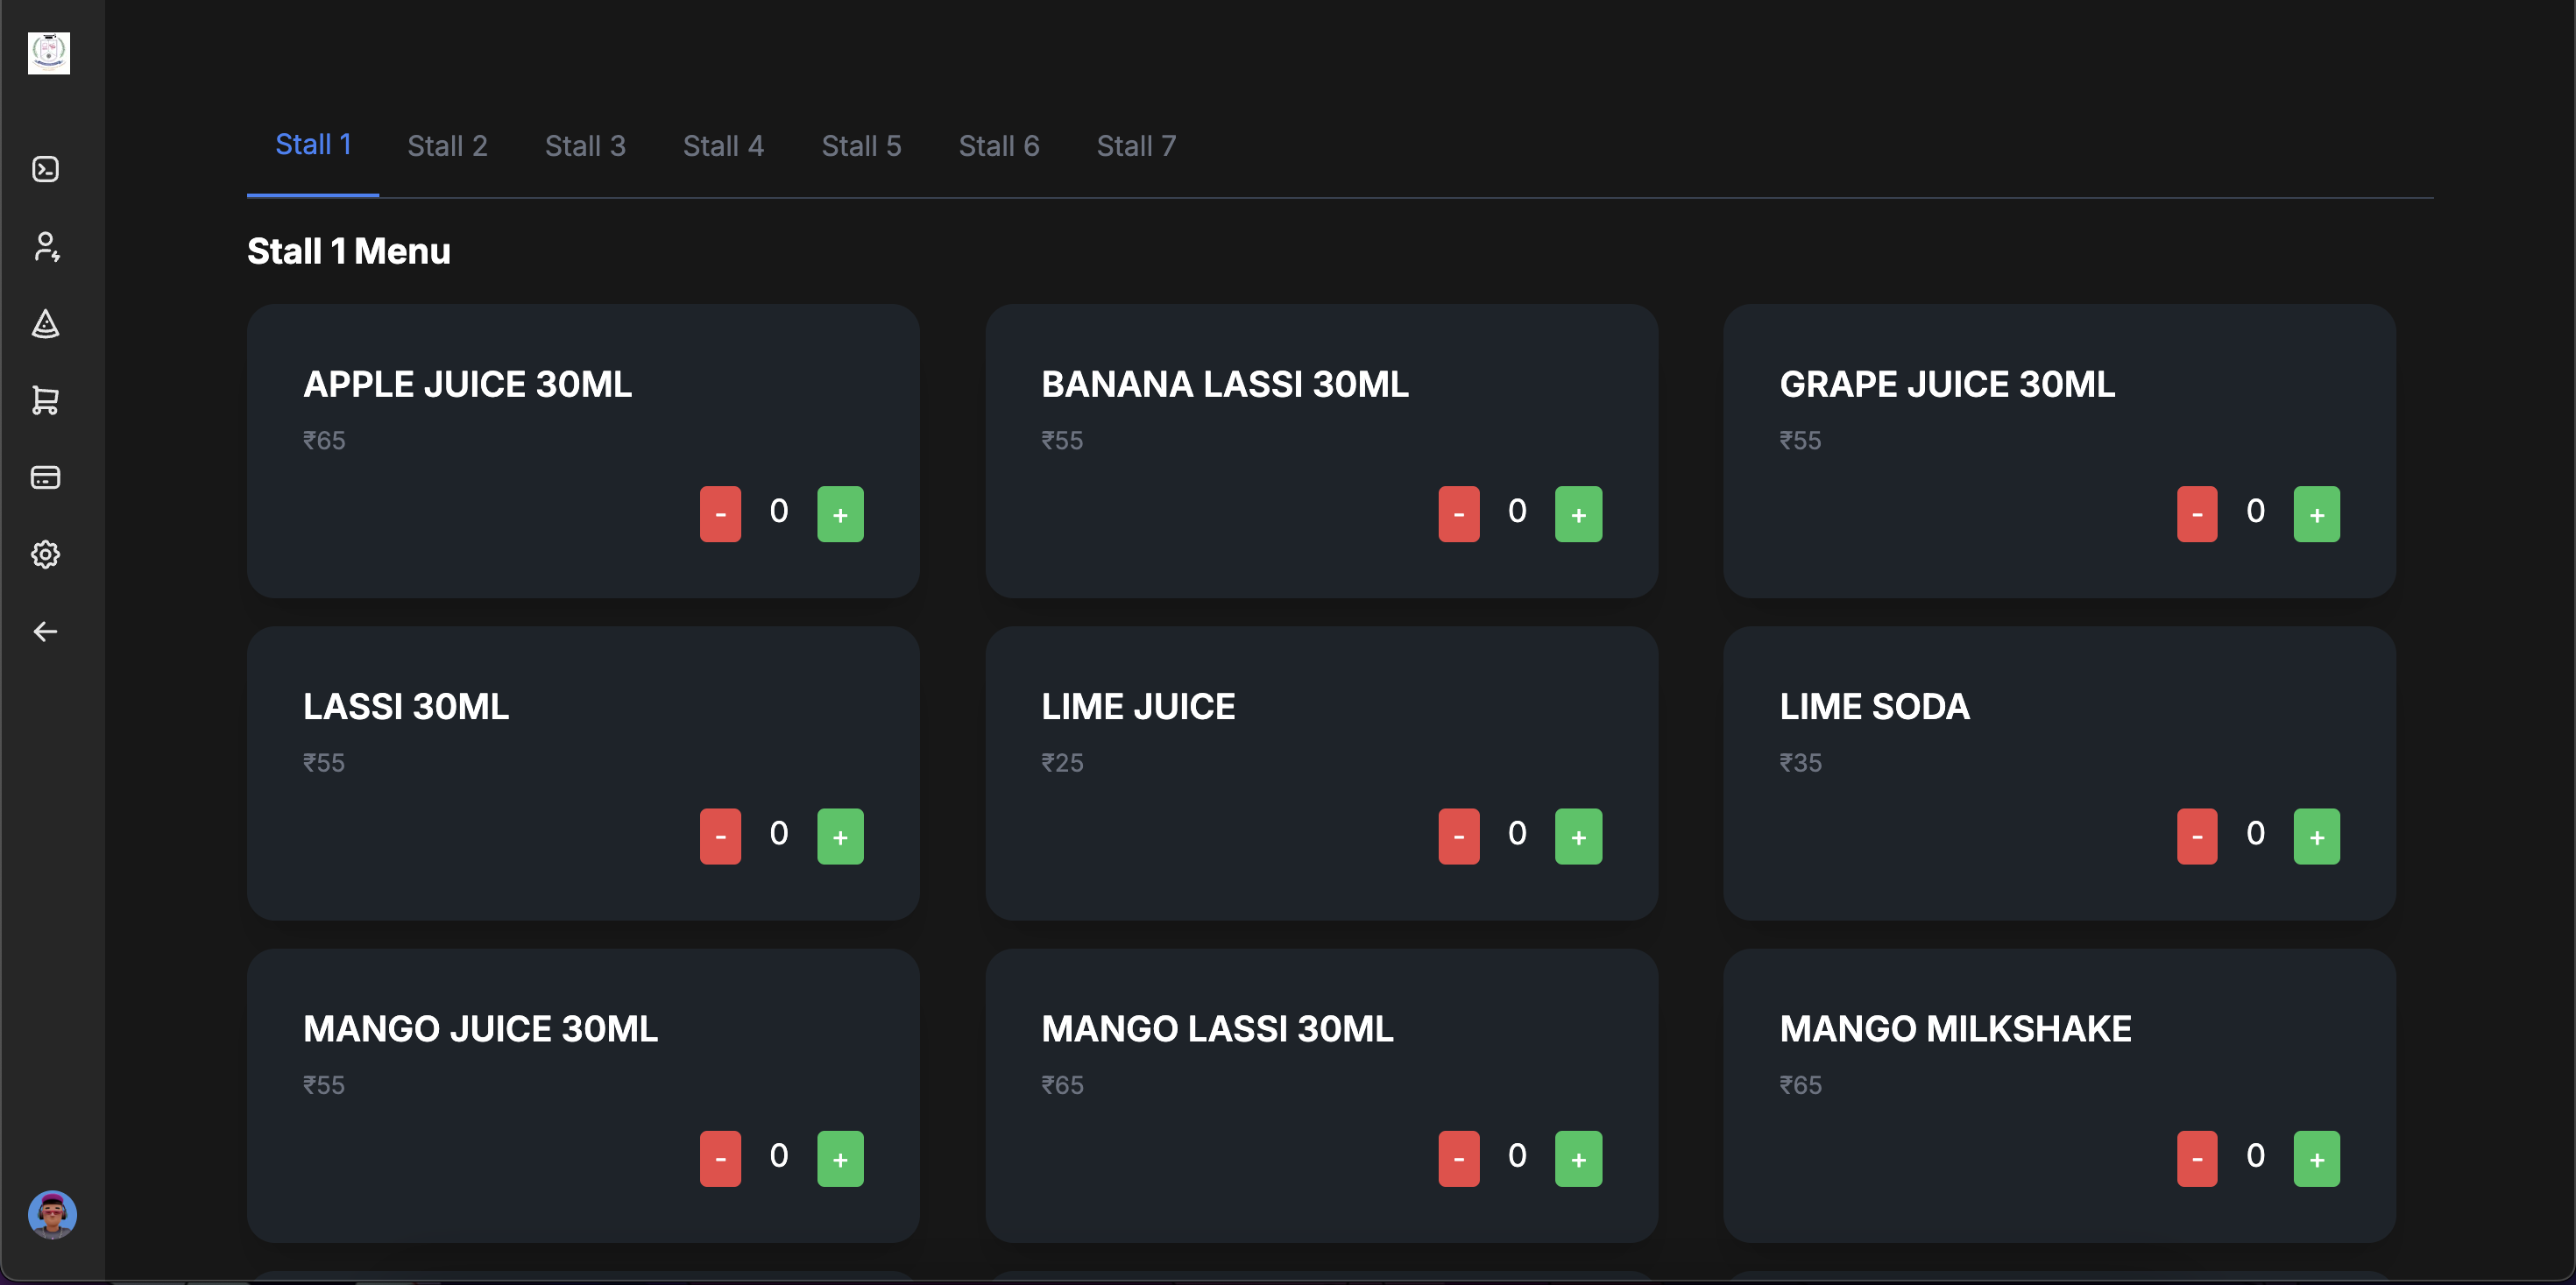 Stall 1 Stall 2 Stall 3 Stall 4 Stall 5 Stall 6 Stall 7
Stall 1 Menu
APPLE JUICE 30ML
₹65
- 0 +
BANANA LASSI 30ML
₹55
- 0 +
GRAPE JUICE 30ML
₹55
- 0 +
LASSI 30ML
₹55
- 0 +
LIME JUICE
₹25
- 0 +
LIME SODA
₹35
- 0 +
MANGO JUICE 30ML
₹55
- 0 +
MANGO LASSI 30ML
₹65
- 0 +
MANGO MILKSHAKE
₹65
- 0 +